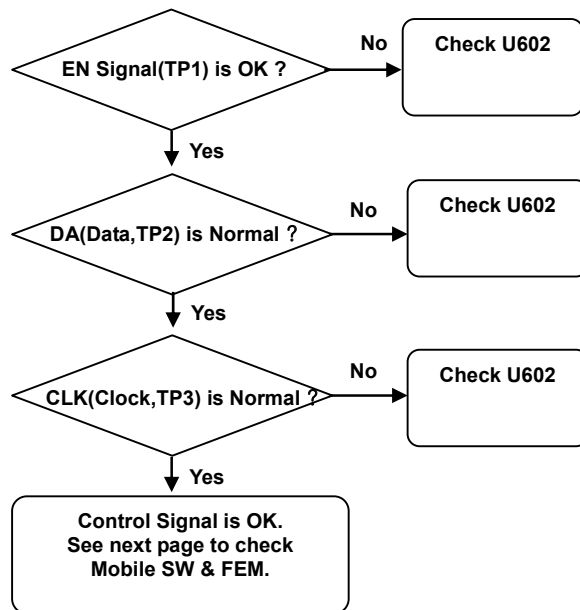 EN Signal(TP1) is OK ?
No
Check U602
Yes
DA(Data,TP2) is Normal ?
No
Check U602
Yes
CLK(Clock,TP3) is Normal ?
No
Check U602
Yes
Control Signal is OK.
See next page to check
Mobile SW & FEM.